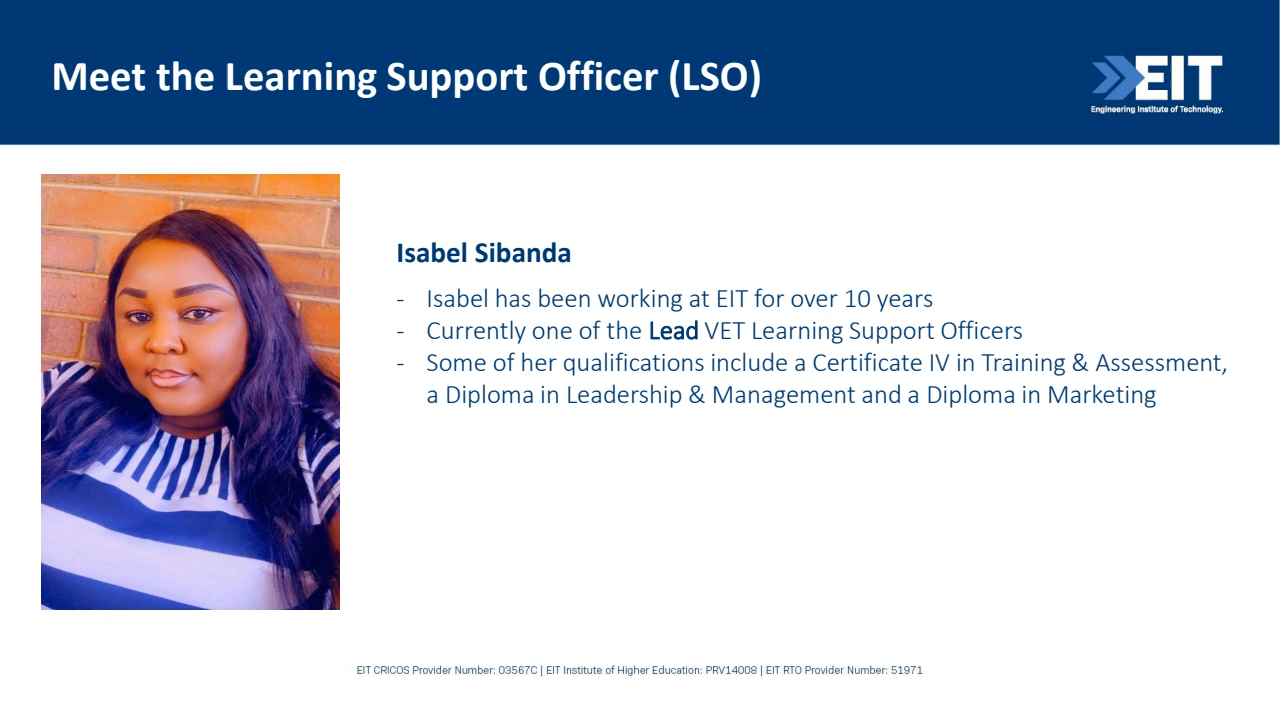 Meet the Learning Support Officer (LSO)
EIT
Engineering Institute of Technology.
Isabel Sibanda
- Isabel has been working at EIT for over 10 years
- Currently one of the Lead VET Learning Support Officers
- Some of her qualifications include a Certificate IV in Training & Assessment,
a Diploma in Leadership & Management and a Diploma in Marketing
EIT CRICOS Provider Number: 03567C | EIT Institute of Higher Education: PRV14008 | EIT RTO Provider Number: 51971